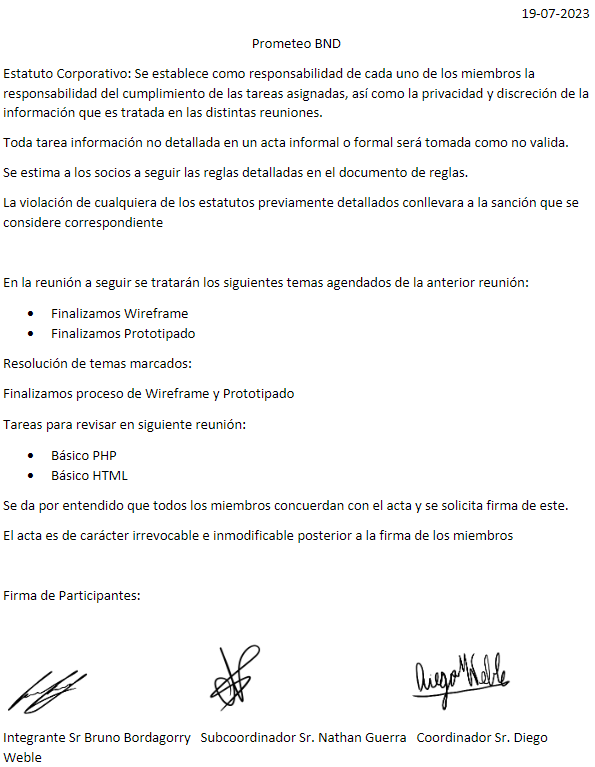 19-07-2023
Prometeo BND
Estatuto Corporativo: Se establece como responsabilidad de cada uno de los miembros la
responsabilidad del cumplimiento de las tareas asignadas, así como la privacidad y discreción de la
información que es tratada en las distintas reuniones.
Toda tarea información no detallada en un acta informal o formal será tomada como no valida.
Se estima a los socios a seguir las reglas detalladas en el documento de reglas.
La violación de cualquiera de los estatutos previamente detallados conllevara a la sanción que se
considere correspondiente
En la reunión a seguir se tratarán los siguientes temas agendados de la anterior reunión:
• Finalizamos Wireframe
• Finalizamos Prototipado
Resolución de temas marcados:
Finalizamos proceso de Wireframe y Prototipado
Tareas para revisar en siguiente reunión:
• Básico PHP
• Básico HTML
Se da por entendido que todos los miembros concuerdan con el acta y se solicita firma de este.
El acta es de carácter irrevocable e inmodificable posterior a la firma de los miembros
Firma de Participantes:
Diego Weble
Integrante Sr Bruno Bordagorry Subcoordinador Sr. Nathan Guerra Coordinador Sr. Diego
Weble